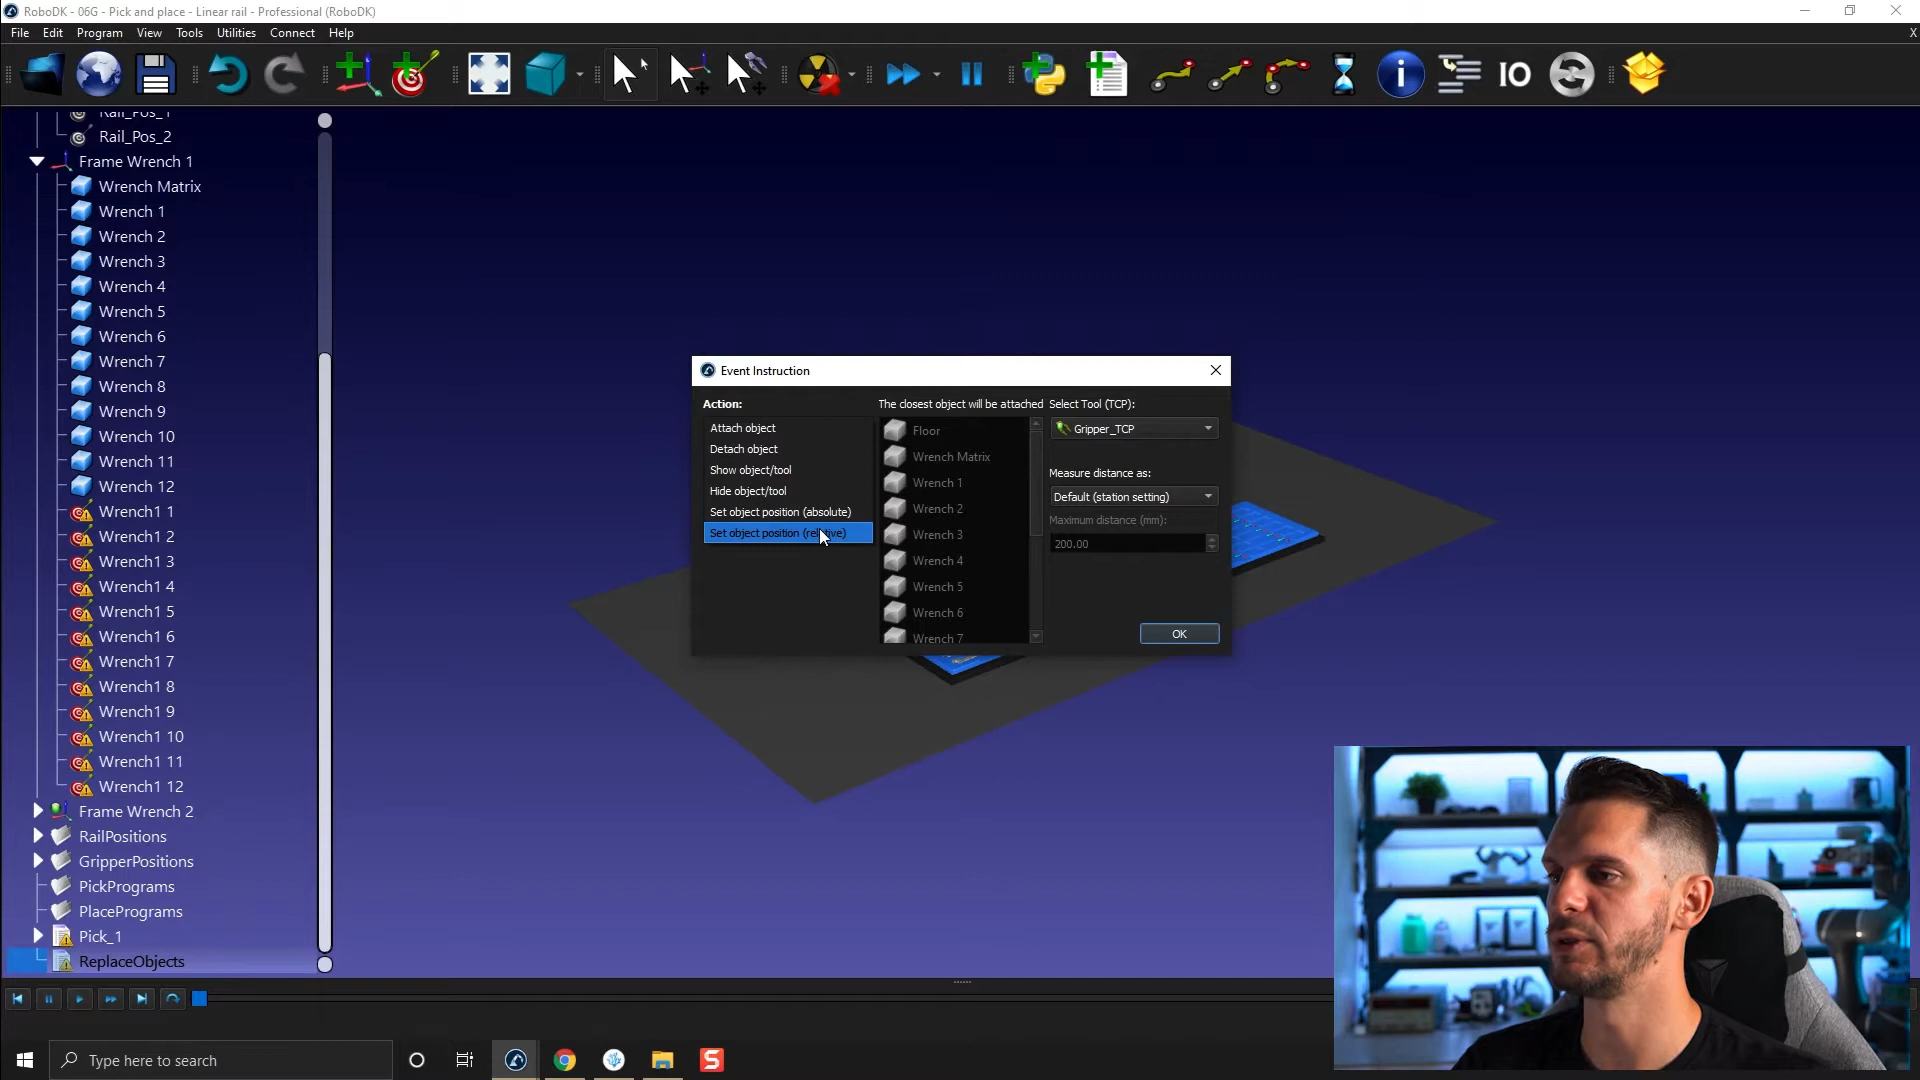 RoboDK - 06G - Pick and place - Linear rail - Professional (RoboDK)
File Edit Program View Tools Utilities Connect Help
X
IO
Rail_Pos_1
Rail_Pos_2
Frame Wrench 1
Wrench Matrix
Wrench 1
Wrench 2
Wrench 3
Wrench 4
Wrench 5
Wrench 6
Wrench 7
Wrench 8
Wrench 9
Wrench 10
Wrench 11
Wrench 12
Wrench1 1
Wrench1 2
Wrench1 3
Wrench1 4
Wrench1 5
Wrench1 6
Wrench1 7
Wrench1 8
Wrench1 9
Wrench1 10
Wrench1 11
Wrench1 12
Frame Wrench 2
RailPositions
GripperPositions
PickPrograms
PlacePrograms
Pick_1
ReplaceObjects
Event Instruction
Action:
Attach object
Detach object
Show object/tool
Hide object/tool
Set object position (absolute)
Set object position (relative)
The closest object will be attached
Floor
Wrench Matrix
Wrench 1
Wrench 2
Wrench 3
Wrench 4
Wrench 5
Wrench 6
Wrench 7
Select Tool (TCP):
Gripper_TCP
Measure distance as:
Default (station setting)
Maximum distance (mm):
200.00
OK
Type here to search
S